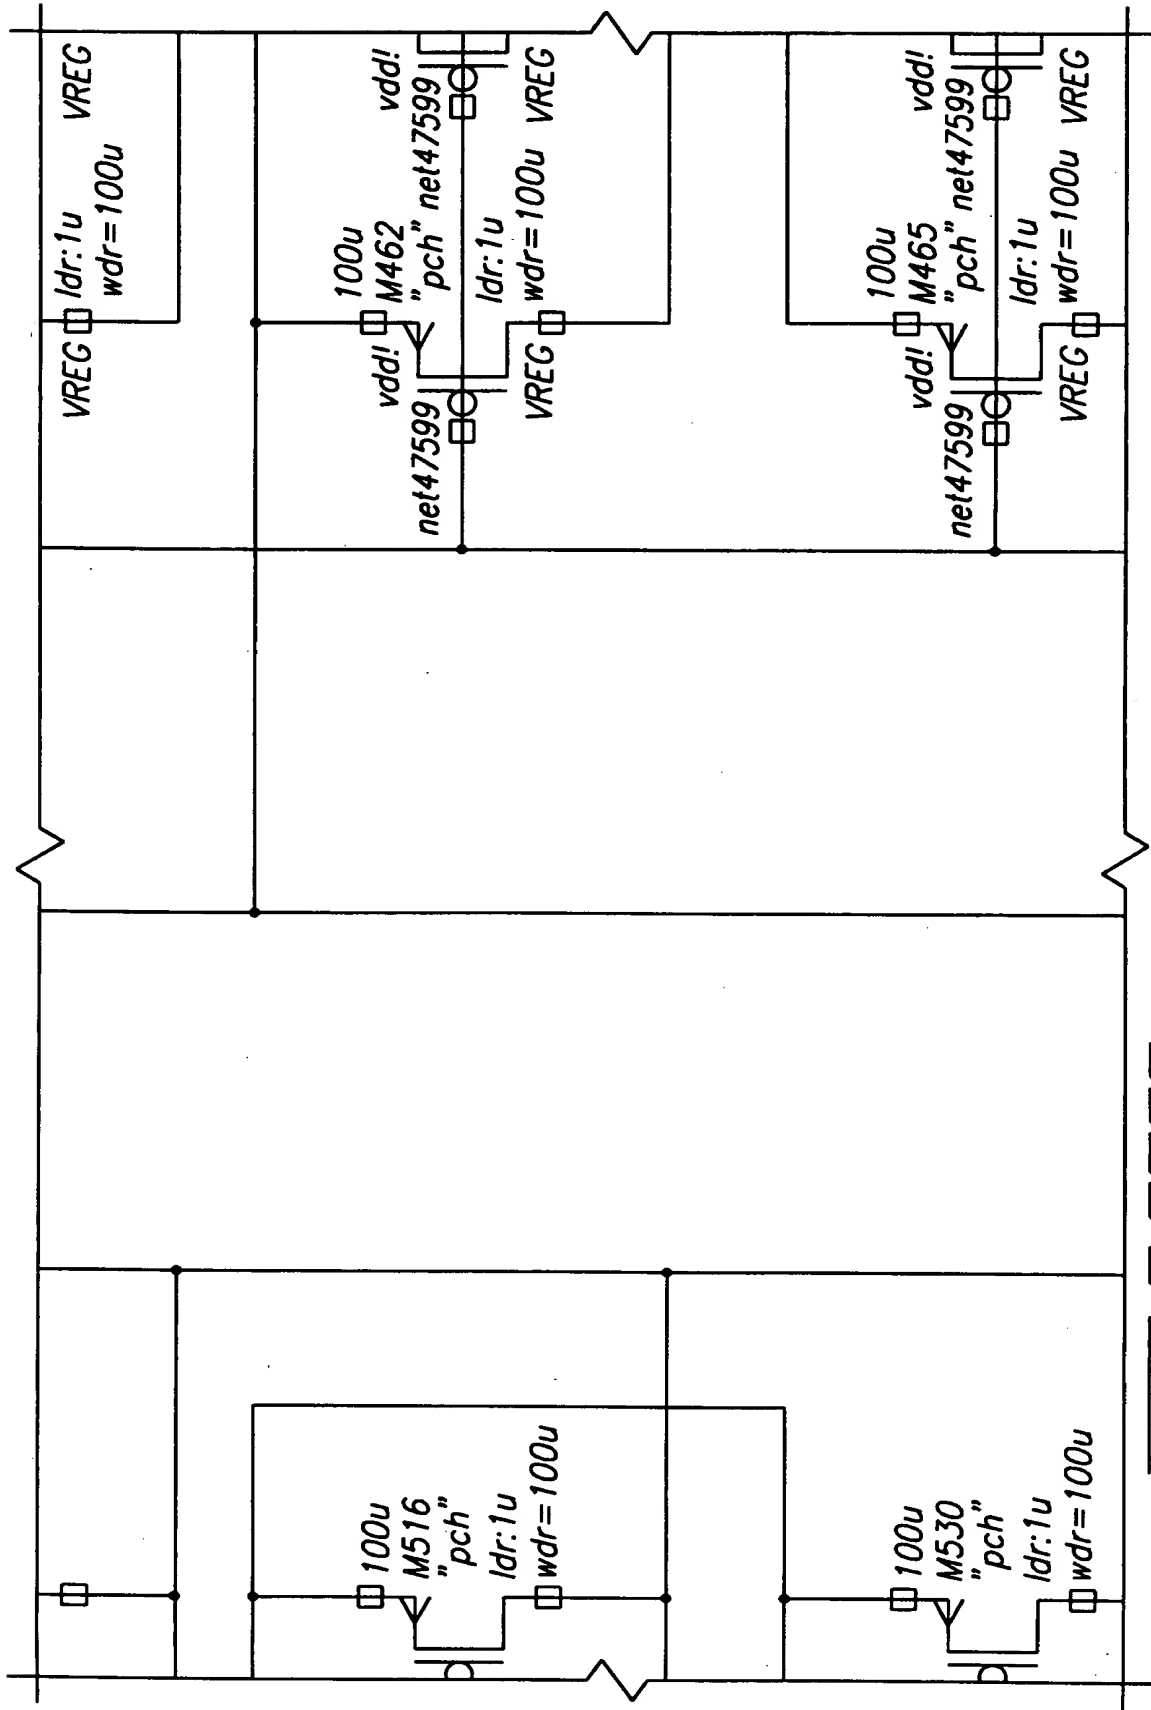 VREG
ldr:1u
wdr=100u
VREG
100u
M516
"pch"
ldr:1u
wdr=100u
vdd!
net47599
VREG
100u
M462
"pch"
ldr:1u
wdr=100u
vdd!
net47599
VREG
100u
M530
"pch"
ldr:1u
wdr=100u
vdd!
net47599
VREG
100u
M465
"pch"
ldr:1u
wdr=100u
vdd!
net47599
VREG